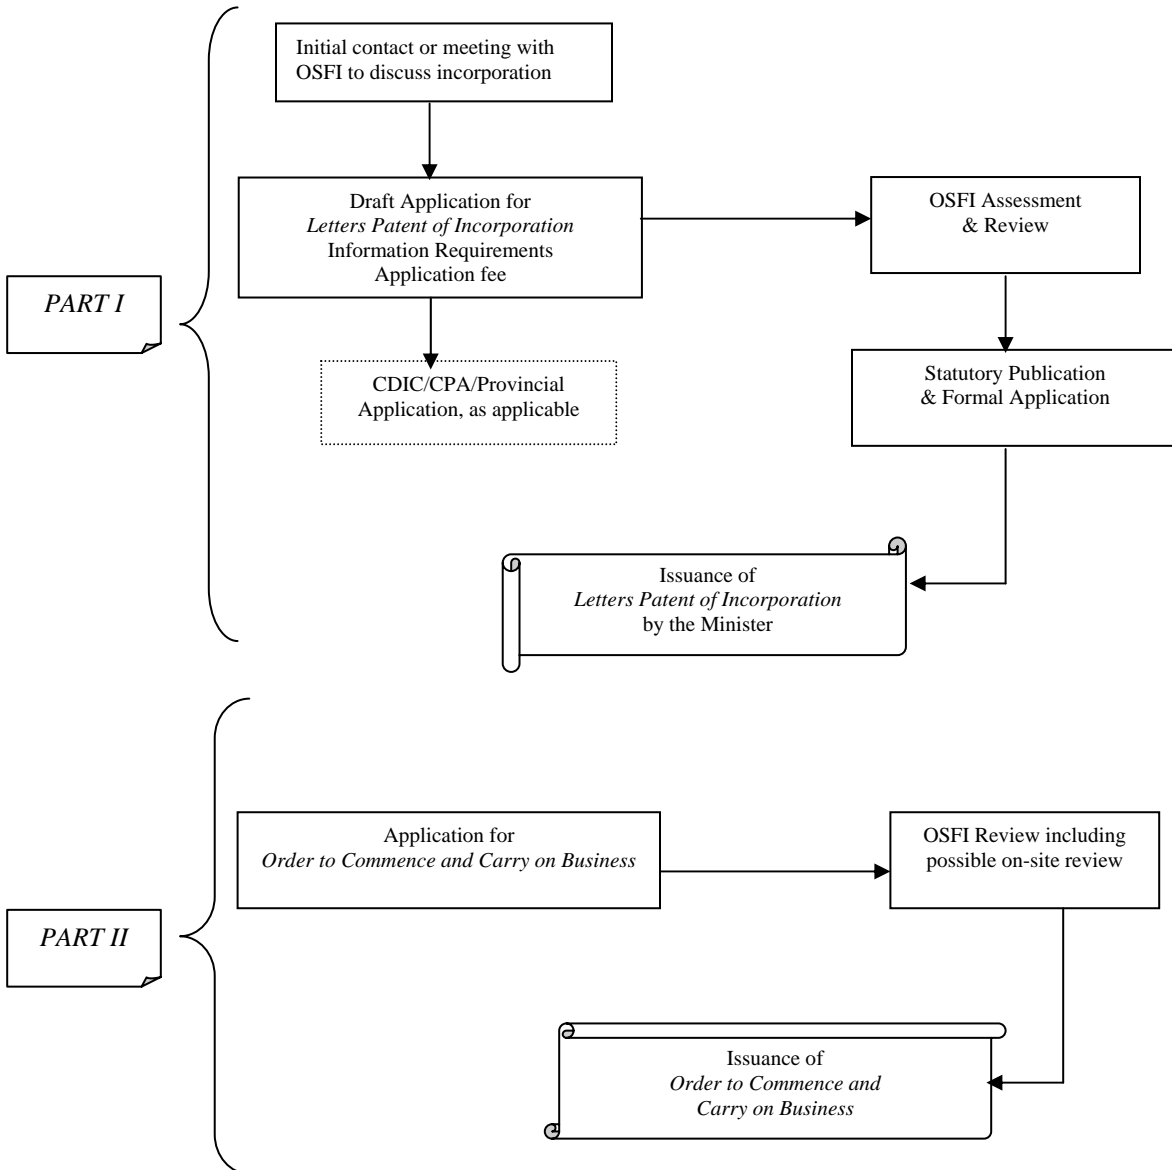 PART I
Initial contact or meeting with
OSFI to discuss incorporation
Draft Application for
Letters Patent of Incorporation
Information Requirements
Application fee
OSFI Assessment
& Review
CDIC/CPA/Provincial
Application, as applicable
Statutory Publication
& Formal Application
Issuance of
Letters Patent of Incorporation
by the Minister
PART II
Application for
Order to Commence and Carry on Business
OSFI Review including
possible on-site review
Issuance of
Order to Commence and
Carry on Business